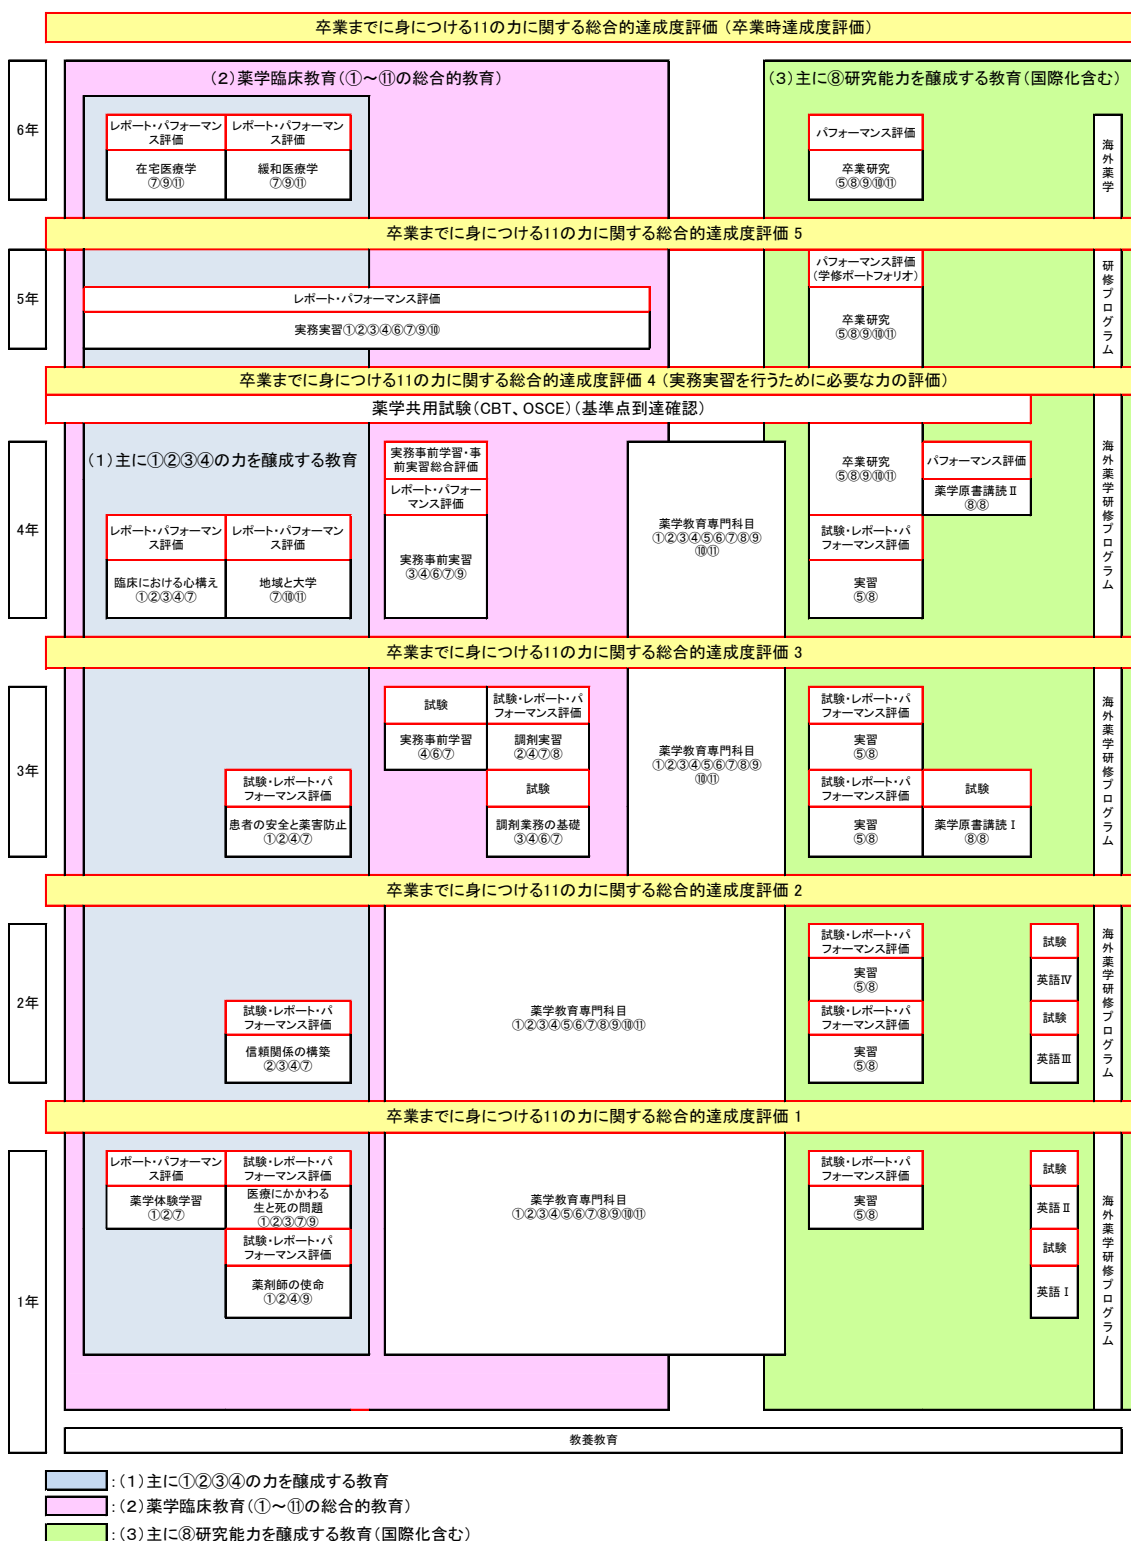 卒業までに身につける11の力に関する総合的達成度評価（卒業時達成度評価）
（2）薬学臨床教育（①～⑪の総合的教育）
（3）主に⑧研究能力を醸成する教育（国際化含む）
6年
レポート・パフォーマン
ス評価
在宅医療学
⑦⑨⑪
レポート・パフォーマン
ス評価
緩和医療学
⑦⑨⑪
パフォーマンス評価
卒業研究
⑤⑧⑨⑩⑪
海外薬学
卒業までに身につける11の力に関する総合的達成度評価 5
5年
レポート・パフォーマンス評価
実務実習①②③④⑥⑦⑨⑩
パフォーマンス評価
（学修ポートフォリオ）
卒業研究
⑤⑧⑨⑩⑪
研修プログラム
卒業までに身につける11の力に関する総合的達成度評価 4（実務実習を行うために必要な力の評価）
薬学共用試験（CBT、OSCE）（基準点到達確認）
4年
（1）主に①②③④の力を醸成する教育
レポート・パフォーマン
ス評価
臨床における心構え
①②③④⑦
レポート・パフォーマン
ス評価
地域と大学
⑦⑩⑪
実務事前学習・事
前実習総合評価
レポート・パフォー
マンス評価
実務事前実習
③④⑥⑦⑨
薬学教育専門科目
①②③④⑤⑥⑦⑧⑨
⑩⑪
卒業研究
⑤⑧⑨⑩⑪
試験・レポート・パ
フォーマンス評価
実習
⑤⑧
パフォーマンス評価
薬学原書講読Ⅱ
⑧⑧
海外薬学研修プログラム
卒業までに身につける11の力に関する総合的達成度評価 3
3年
試験・レポート・パ
フォーマンス評価
患者の安全と薬害防止
①②④⑦
試験
実務事前学習
④⑥⑦
試験・レポート・パ
フォーマンス評価
調剤実習
②④⑦⑧
試験
調剤業務の基礎
③④⑥⑦
薬学教育専門科目
①②③④⑤⑥⑦⑧⑨
⑩⑪
試験・レポート・パ
フォーマンス評価
実習
⑤⑧
試験・レポート・パ
フォーマンス評価
実習
⑤⑧
試験
薬学原書講読Ⅰ
⑧⑧
海外薬学研修プログラム
卒業までに身につける11の力に関する総合的達成度評価 2
2年
試験・レポート・パ
フォーマンス評価
信頼関係の構築
②③④⑦
薬学教育専門科目
①②③④⑤⑥⑦⑧⑨⑩⑪
試験・レポート・パ
フォーマンス評価
実習
⑤⑧
試験・レポート・パ
フォーマンス評価
実習
⑤⑧
試験
英語Ⅳ
試験
英語Ⅲ
海外薬学研修プログラム
卒業までに身につける11の力に関する総合的達成度評価 1
1年
レポート・パフォーマン
ス評価
薬学体験学習
①②⑦
試験・レポート・パ
フォーマンス評価
医療にかかわる
生と死の問題
①②③⑦⑨
試験・レポート・パ
フォーマンス評価
薬剤師の使命
①②④⑨
薬学教育専門科目
①②③④⑤⑥⑦⑧⑨⑩⑪
試験・レポート・パ
フォーマンス評価
実習
⑤⑧
試験
英語Ⅱ
試験
英語Ⅰ
海外薬学研修プログラム
教養教育
：（1）主に①②③④の力を醸成する教育
：（2）薬学臨床教育（①～⑪の総合的教育）
：（3）主に⑧研究能力を醸成する教育（国際化含む）